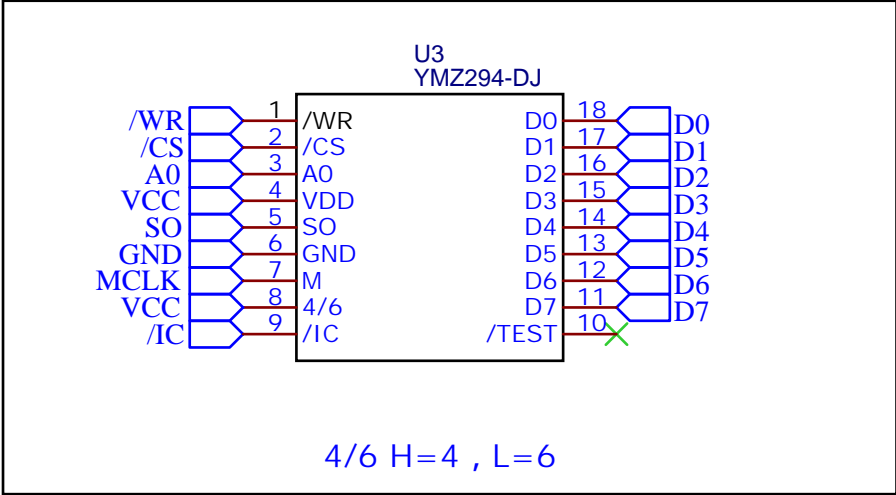 U3
YMZ294-DJ
/WR 1 /WR D0 18 D0
/CS 2 /CS D1 17 D1
A0 3 A0 D2 16 D2
VCC 4 VDD D3 15 D3
SO 5 SO D4 14 D4
GND 6 GND D5 13 D5
MCLK 7 M D6 12 D6
VCC 8 4/6 D7 11 D7
/IC 9 /IC /TEST 10
4/6 H=4 , L=6